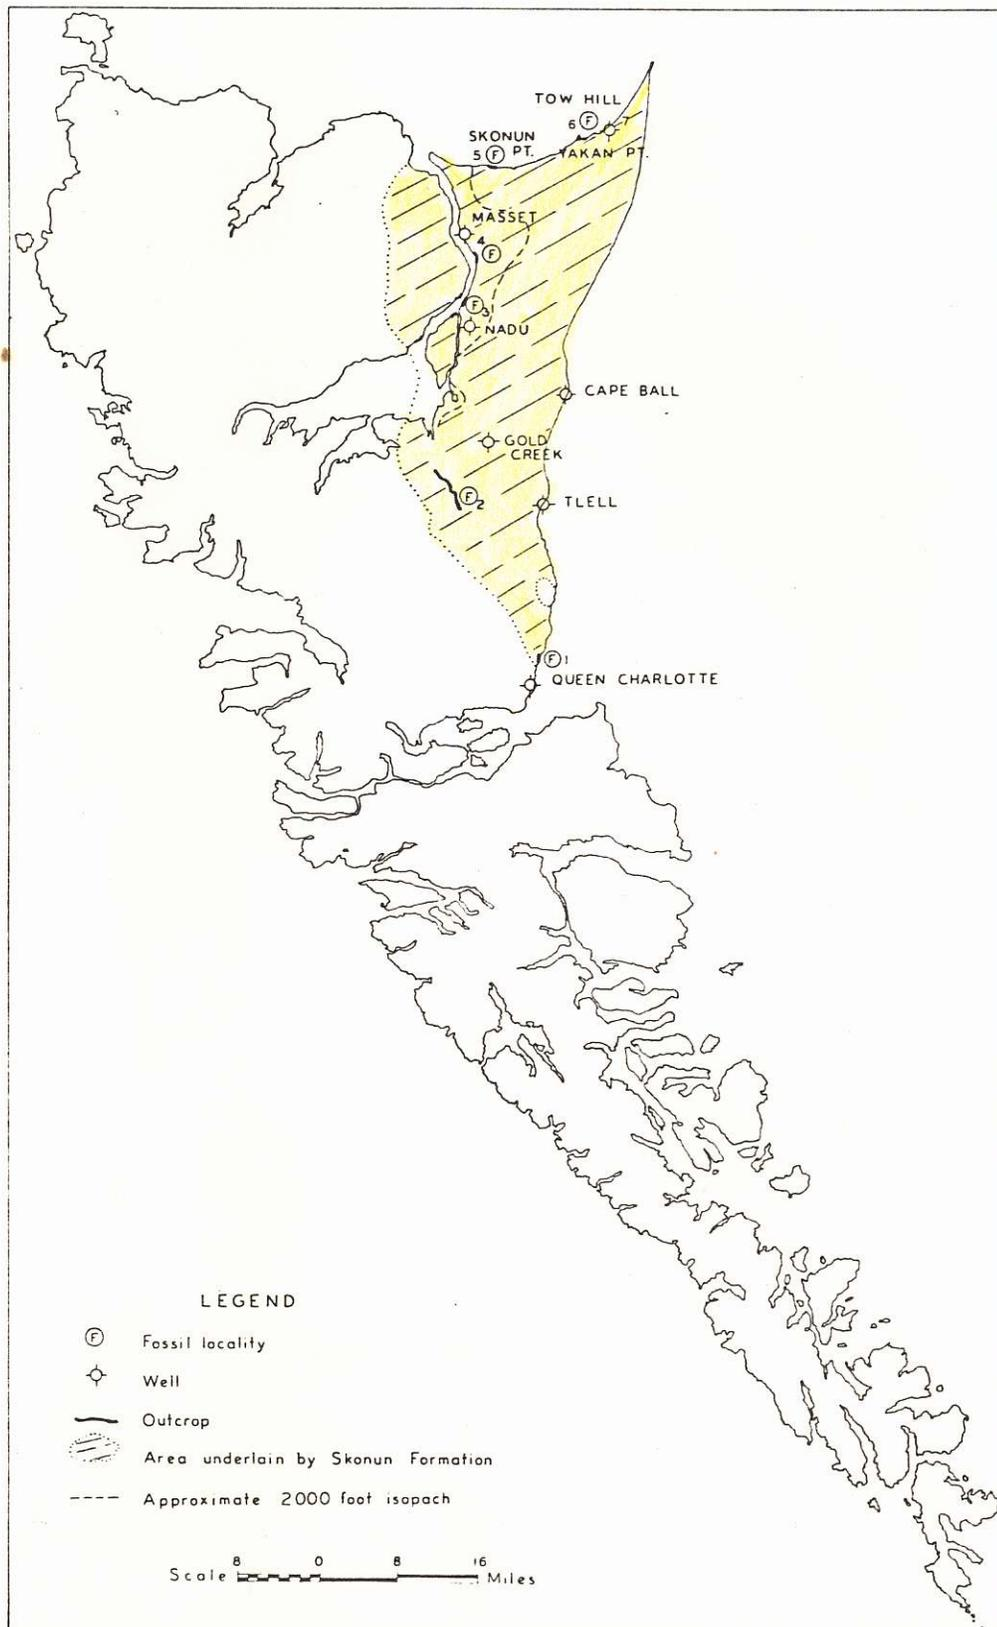 TOW HILL
6 F
7
SKONUN
5 F PT.
YAKAN PT.
MASSET
4
F
F 3
NADU
CAPE BALL
GOLD
CREEK
F 2
TLELL
F 1
QUEEN CHARLOTTE
LEGEND
F Fossil locality
Well
Outcrop
Area underlain by Skonun Formation
Approximate 2000 foot isopach
8 0 8 16
Scale Miles